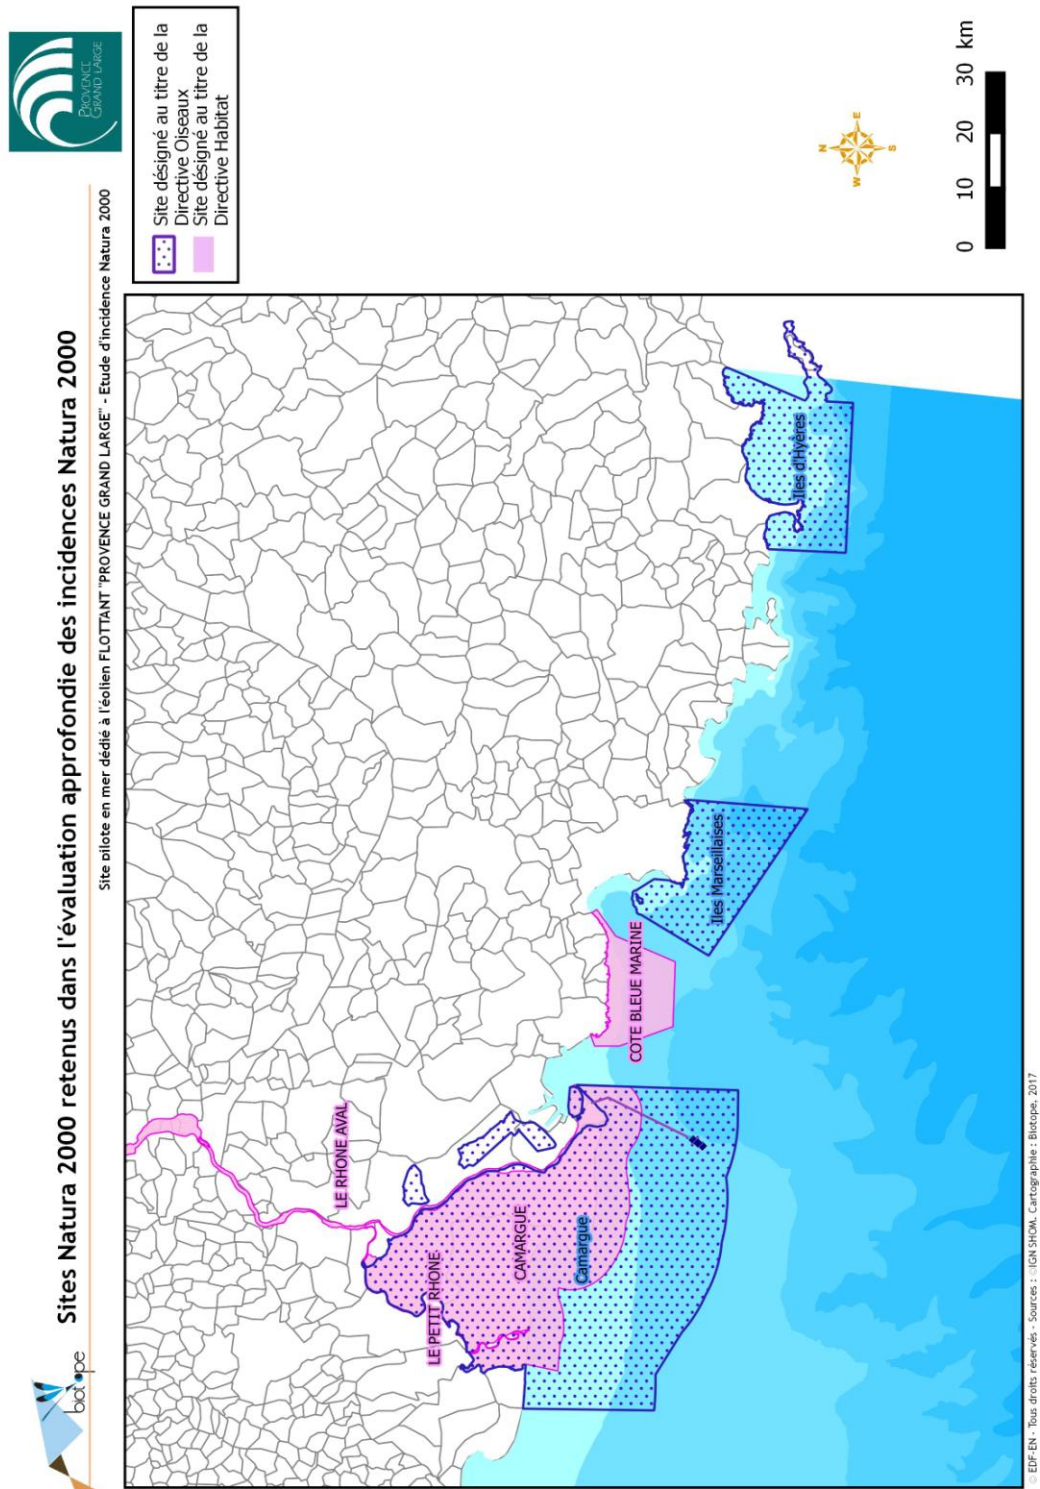 biotope
Sites Natura 2000 retenus dans l'évaluation approfondie des incidences Natura 2000
Site pilote en mer dédié à l'éolien FLOTTANT "PROVENCE GRAND LARGE" - Etude d'incidence Natura 2000
PROVENCE
GRAND LARGE
Site désigné au titre de la
Directive Oiseaux
Site désigné au titre de la
Directive Habitat
LE RHONE AVAL
LE PETIT RHONE
CAMARGUE
Camargue
COTE BLEUE MARINE
Iles Marseillaises
Iles d'Hyères
N
W
E
S
0 10 20 30 km
© EDF-EN - Tous droits réservés - Sources : ©IGN SHOM. Cartographie : Biotope, 2017